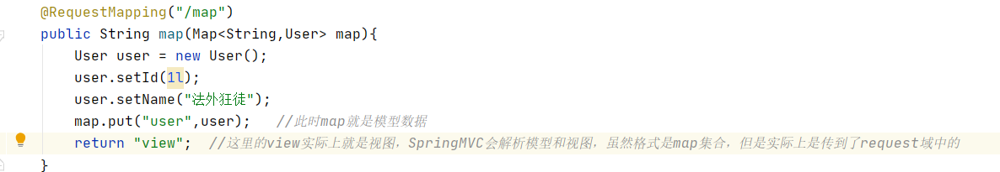 @RequestMapping("/map")
public String map(Map<String,User> map){
User user = new User();
user.setId(1l);
user.setName("法外狂徒");
map.put("user",user);   //此时map就是模型数据
return "view";  //这里的view实际上就是视图，SpringMVC会解析模型和视图，虽然格式是map集合，但是实际上是传到了request域中的
}